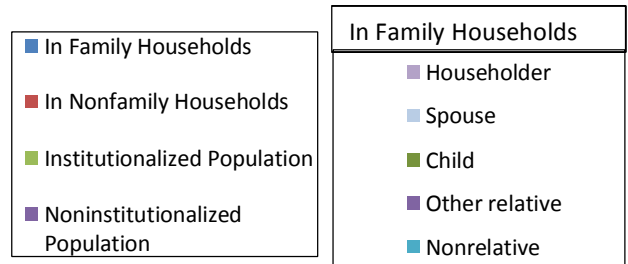 In Family Households
In Nonfamily Households
Institutionalized Population
Noninstitutionalized
Population
In Family Households
Householder
Spouse
Child
Other relative
Nonrelative